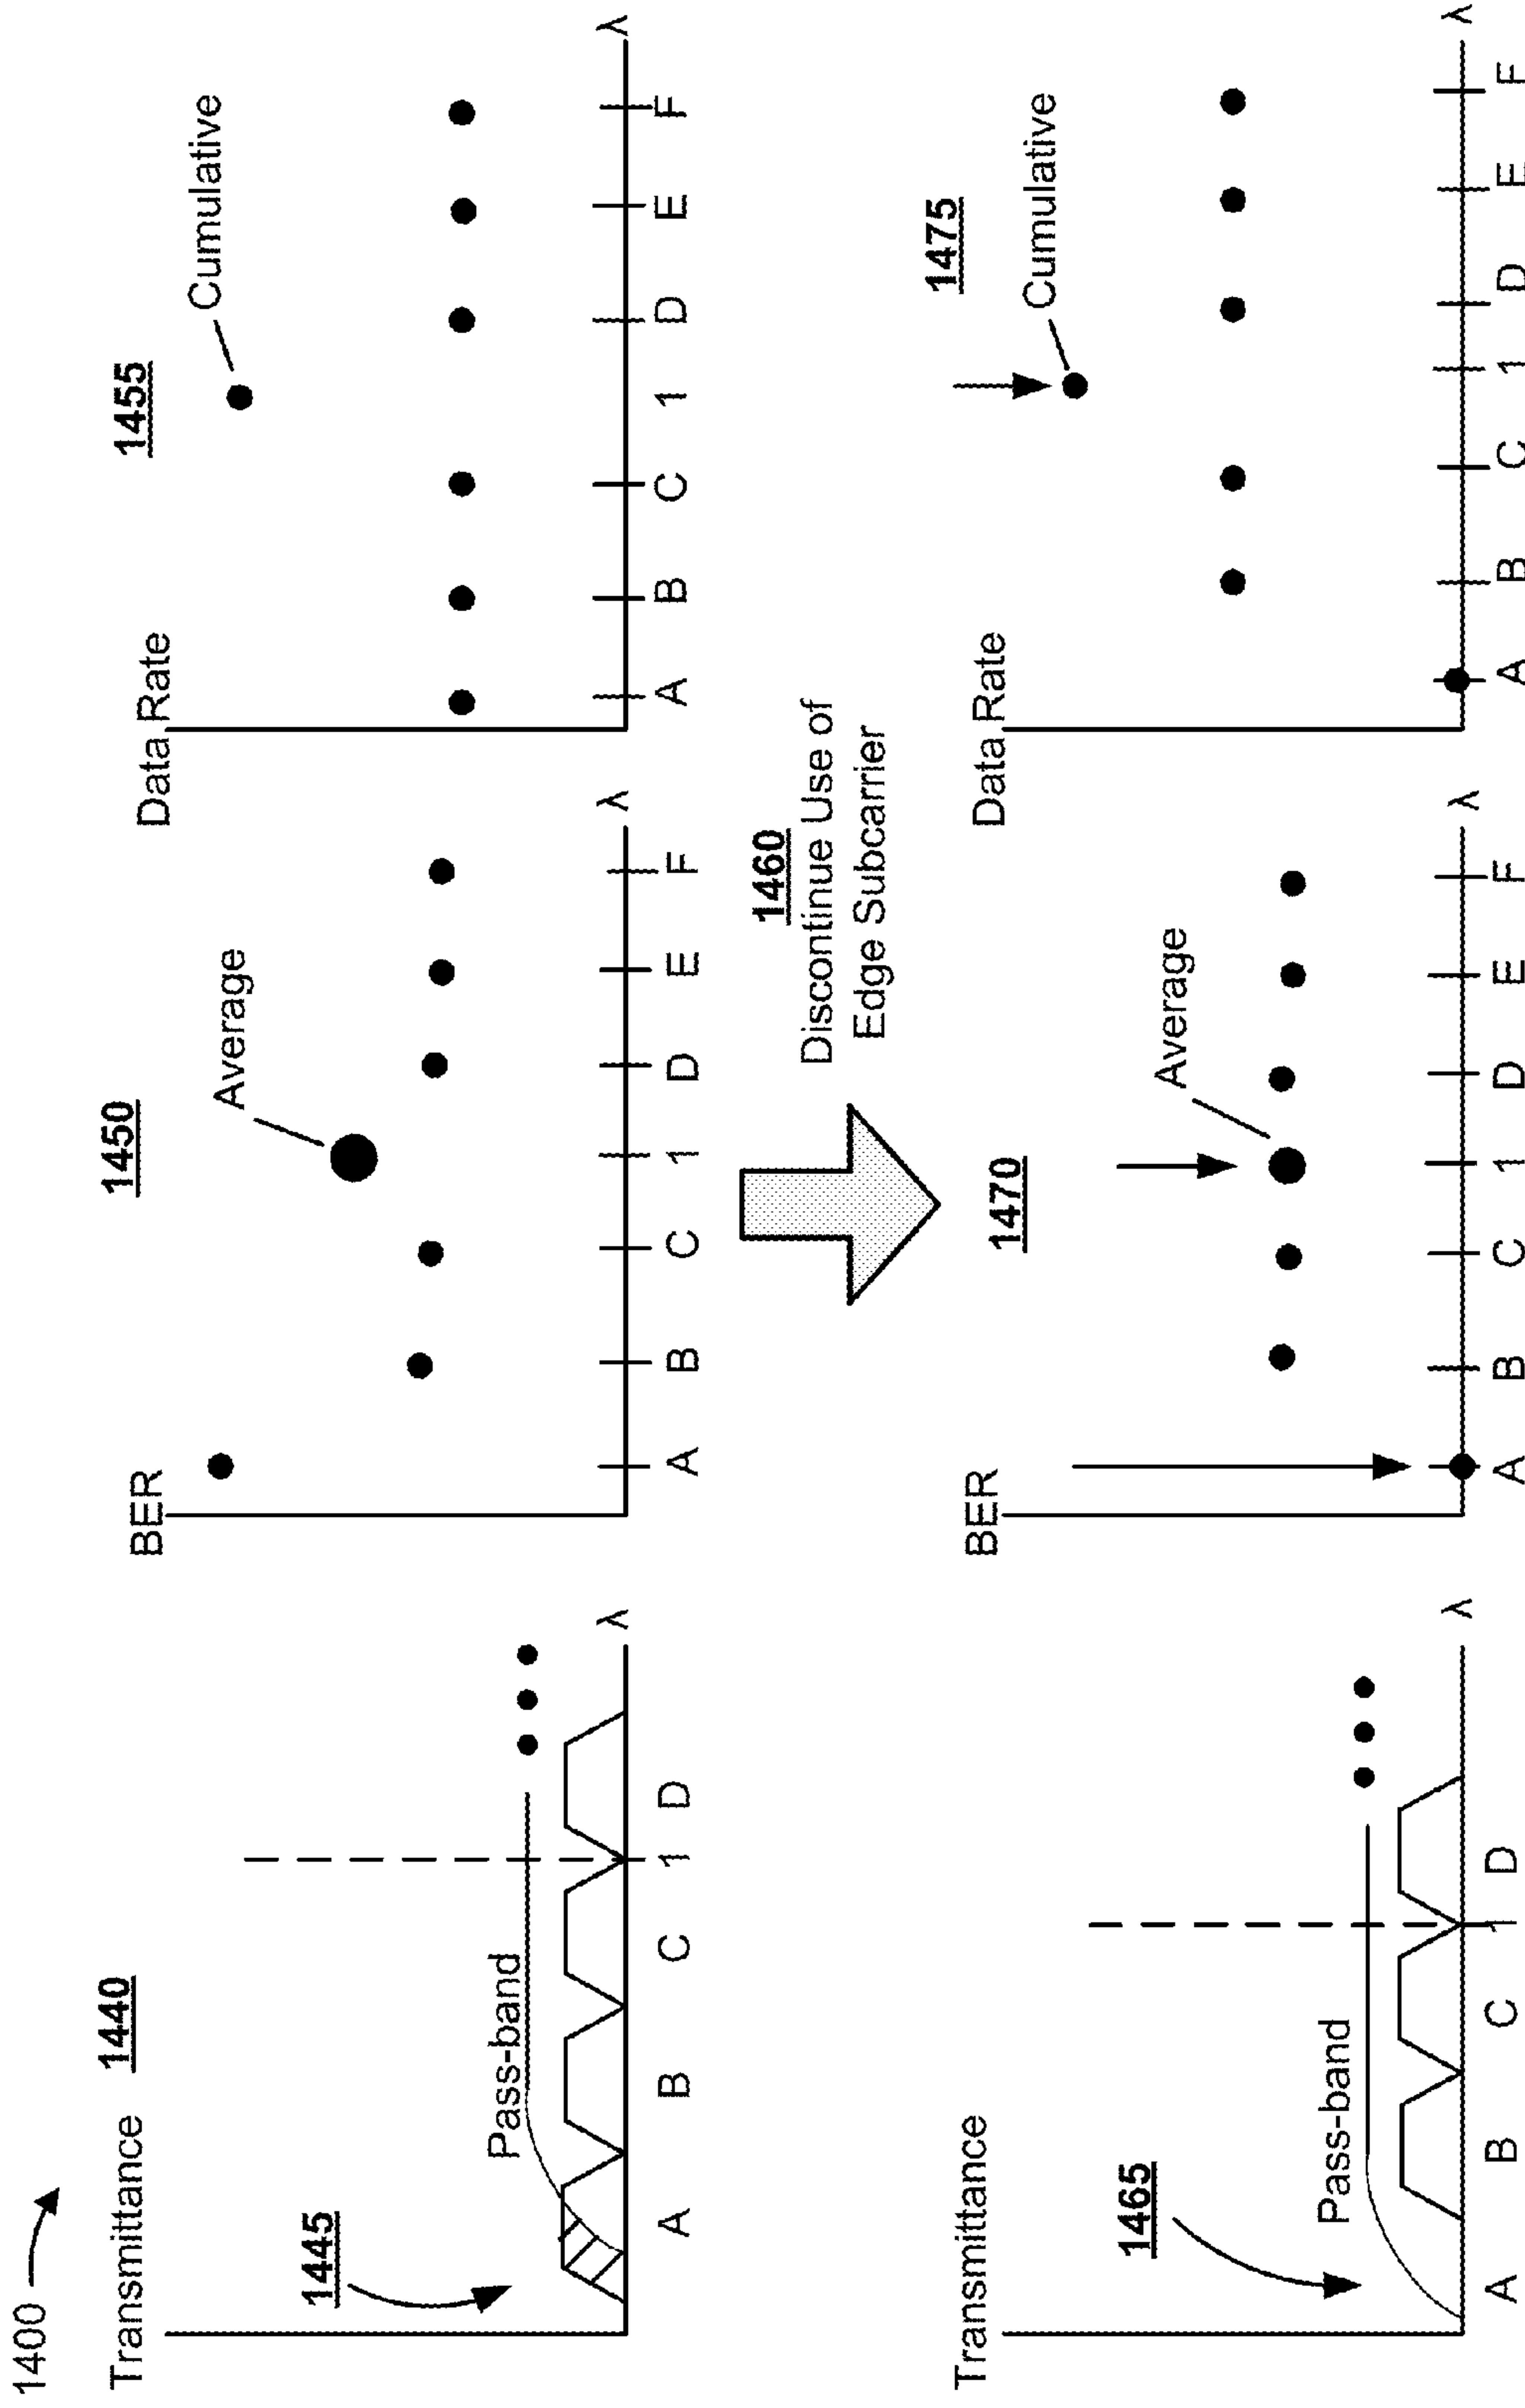 1400
Transmittance
1440
1445
Pass-band
A B C 1 D λ
BER
1450
Average
A B C 1 D E F λ
Data Rate
1455
Cumulative
A B C 1 D E F λ
1460
Discontinue Use of
Edge Subcarrier
Transmittance
1465
Pass-band
A B C 1 D λ
BER
1470
Average
A B C 1 D E F λ
Data Rate
1475
Cumulative
A B C 1 D E F λ